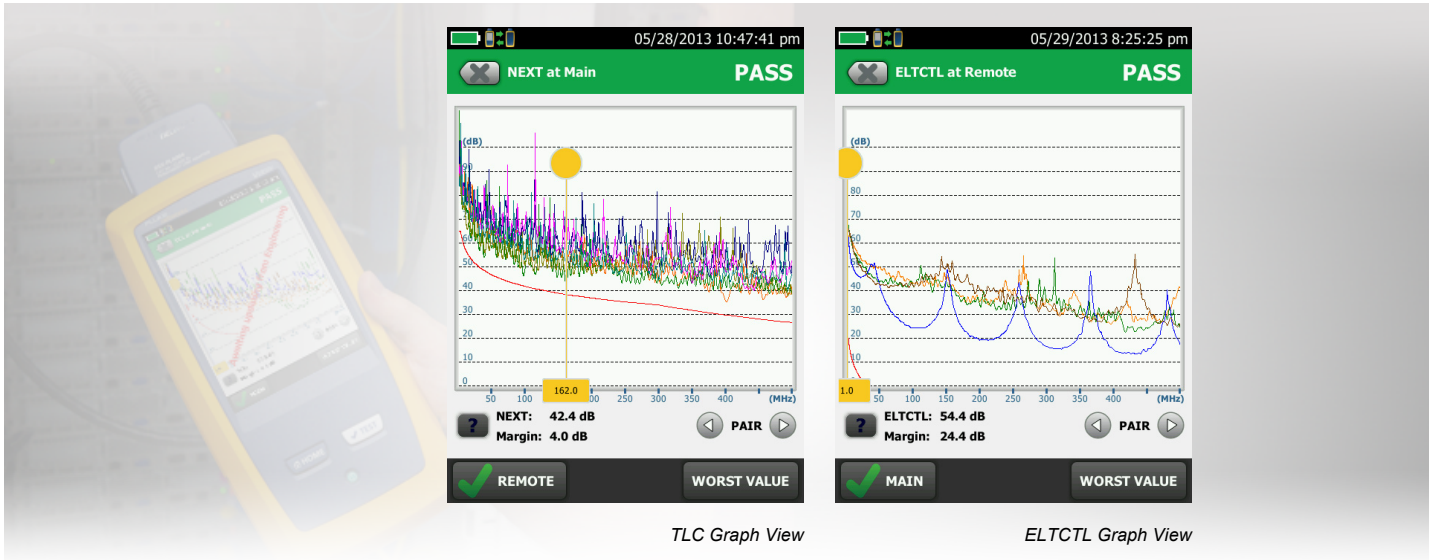 05/28/2013 10:47:41 pm
NEXT at Main PASS
(dB)
90
60
50
40
30
20
10
0
162.0
50 100 200 250 300 350 400 (MHz)
NEXT: 42.4 dB
Margin: 4.0 dB
? PAIR
REMOTE WORST VALUE
TLC Graph View
05/29/2013 8:25:25 pm
ELTCTL at Remote PASS
(dB)
80
70
60
50
40
30
20
10
1.0
50 100 150 200 250 300 350 400 (MHz)
ELTCTL: 54.4 dB
Margin: 24.4 dB
? PAIR
MAIN WORST VALUE
ELTCTL Graph View